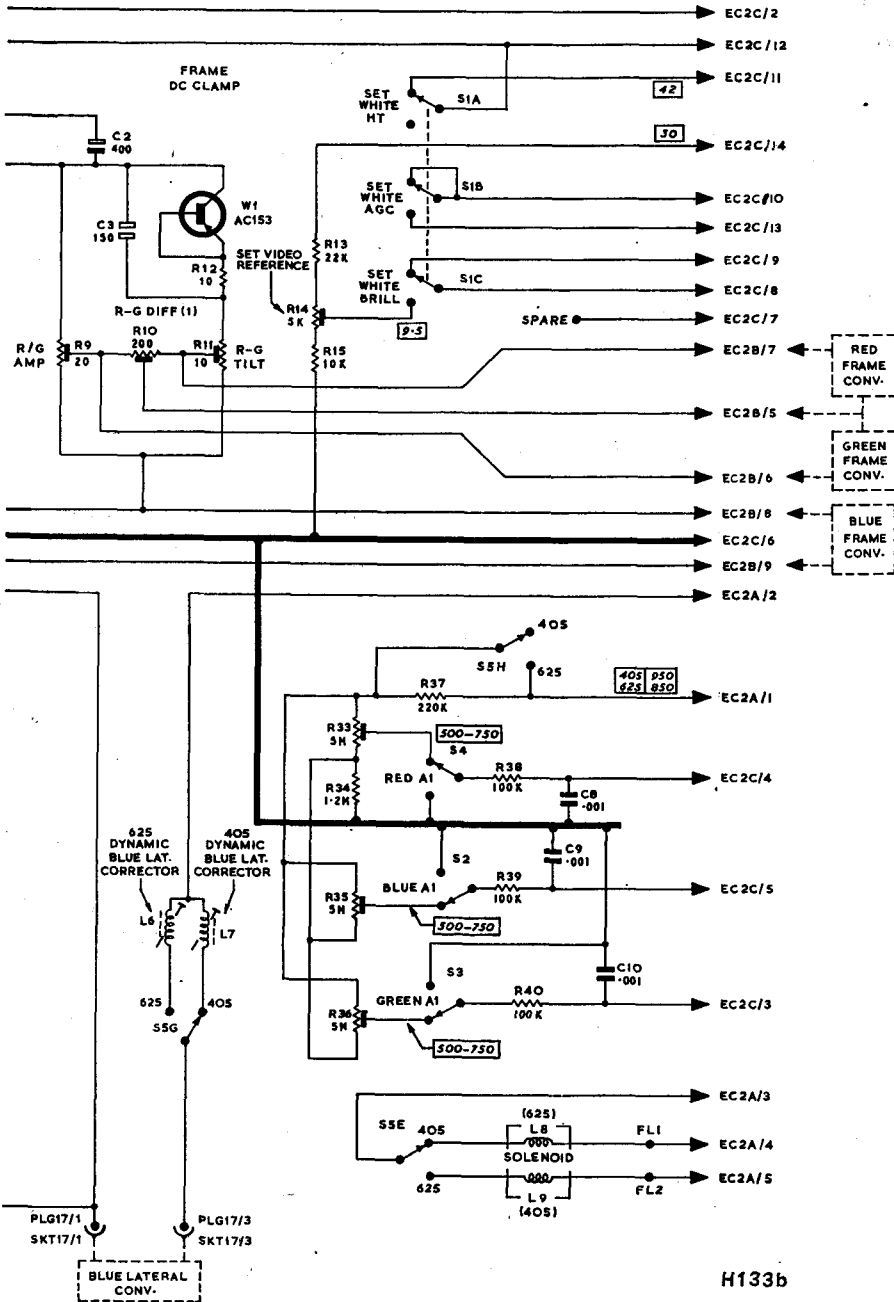 EC2C/2
EC2C/12
FRAME
DC CLAMP
EC2C/11
SET
WHITE
HT
S1A
42
30
C2
400
EC2C/14
SET
WHITE
AGC
S1B
EC2C/10
W1
AC153
C3
150
EC2C/13
R13
22K
SET VIDEO
REFERENCE
R12
10
EC2C/9
SET
WHITE
BRILL
S1C
EC2C/8
R-G DIFF(1)
R14
5K
SPARE
EC2C/7
9·5
R/G
AMP
R9
20
R10
200
R11
10
R-G
TILT
R15
10K
EC2B/7
RED
FRAME
CONV.
EC2B/5
GREEN
FRAME
CONV.
EC2B/6
EC2B/8
BLUE
FRAME
CONV.
EC2C/6
EC2B/9
EC2A/2
405
S5H
625
405 950
625 850
R37
220K
EC2A/1
R33
5M
500-750
S4
R38
100K
EC2C/4
RED A1
R34
1·2M
C8
·001
625
DYNAMIC
BLUE LAT.
CORRECTOR
405
DYNAMIC
BLUE LAT.
CORRECTOR
S2
C9
·001
R39
100K
EC2C/5
BLUE A1
R35
5M
L6
L7
500-750
S3
C10
·001
625
405
S5G
GREEN A1
R40
100K
EC2C/3
R36
5M
500-750
EC2A/3
S5E
405
(625)
L8
SOLENOID
FL1
EC2A/4
625
L9
(405)
FL2
EC2A/5
PLG17/1
SKT17/1
PLG17/3
SKT17/3
BLUE LATERAL
CONV.
H133b